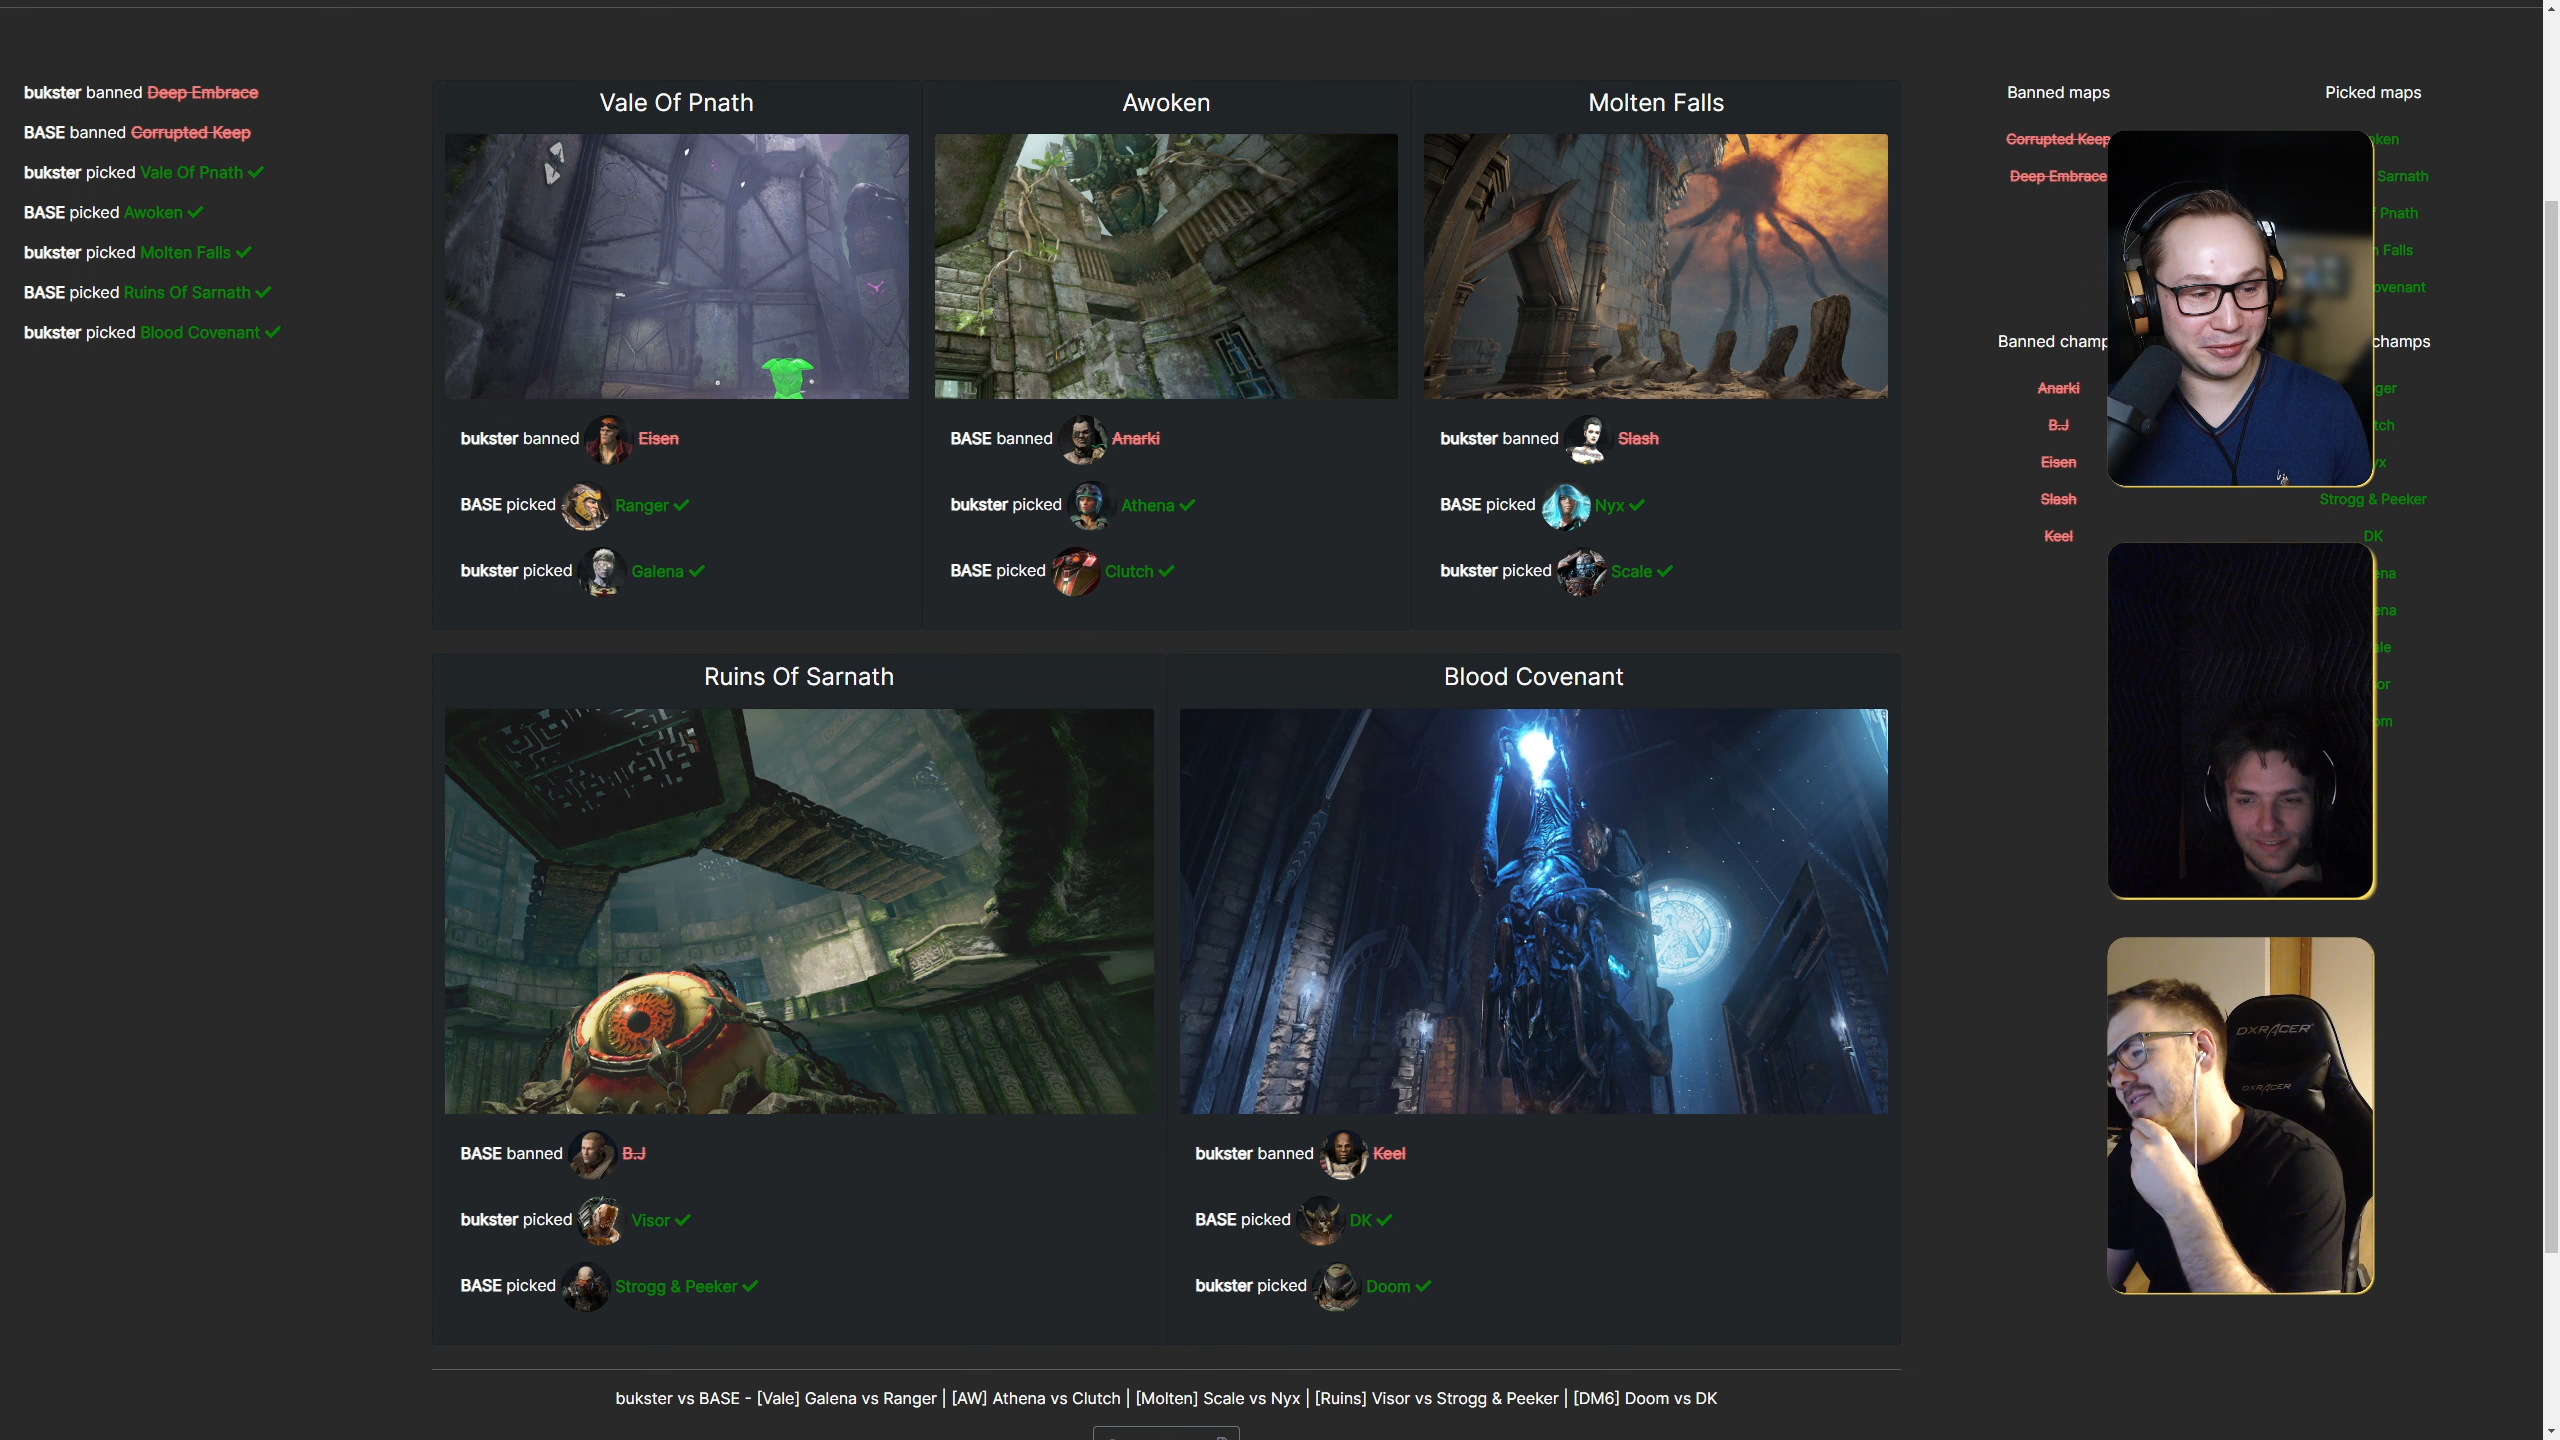 bukster banned Deep Embrace
BASE banned Corrupted Keep
bukster picked Vale Of Pnath
BASE picked Awoken
bukster picked Molten Falls
BASE picked Ruins Of Sarnath
bukster picked Blood Covenant
Vale Of Pnath
bukster banned Eisen
BASE picked Ranger
bukster picked Galena
Awoken
BASE banned Anarki
bukster picked Athena
BASE picked Clutch
Molten Falls
bukster banned Slash
BASE picked Nyx
bukster picked Scale
Ruins Of Sarnath
BASE banned B.J
bukster picked Visor
BASE picked Strogg & Peeker
Blood Covenant
bukster banned Keel
BASE picked DK
bukster picked Doom
bukster vs BASE - [Vale] Galena vs Ranger | [AW] Athena vs Clutch | [Molten] Scale vs Nyx | [Ruins] Visor vs Strogg & Peeker | [DM6] Doom vs DK
Banned maps
Corrupted Keep
Deep Embrace
Picked maps
Sarnath
Pnath
Falls
Banned
Anarki
B.J
Eisen
Slash
Keel
champs
Strogg & Peeker
DK
DXRACER
DXRACER